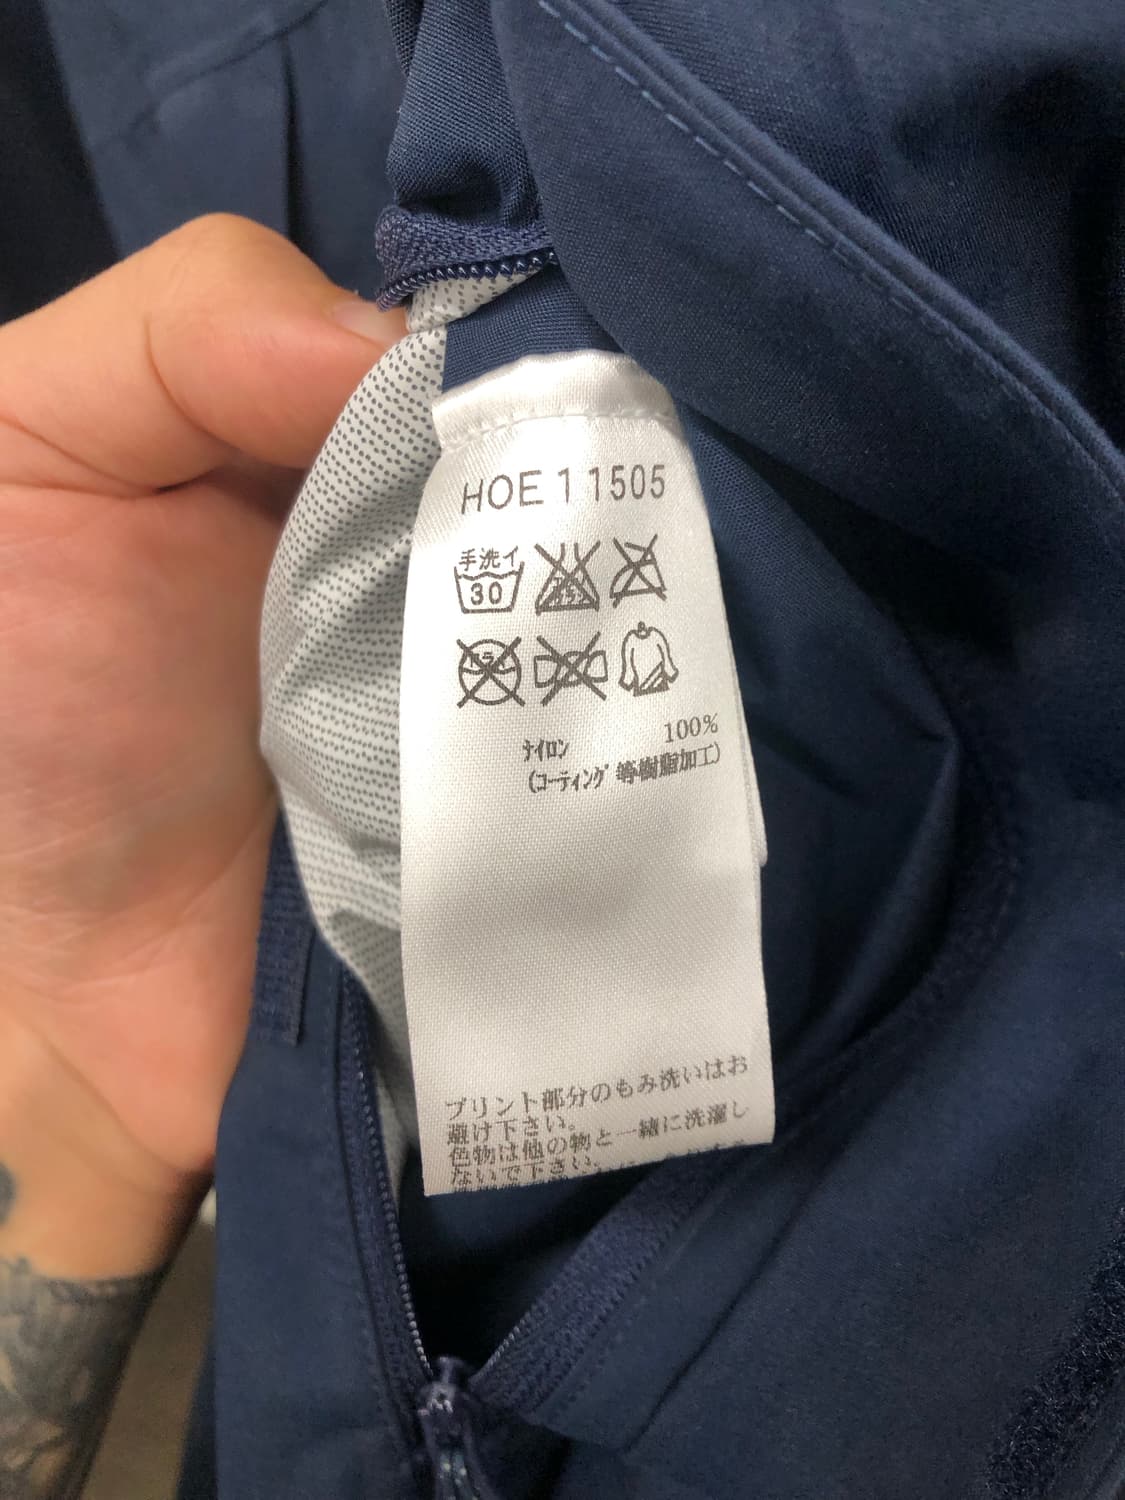 HOE11505
手洗イ
30
ナイロン 100%
(コーティング等樹脂加工)
プリント部分のもみ洗いはお
避け下さい。
色物は他の物と一緒に洗濯し
ないで下さい。